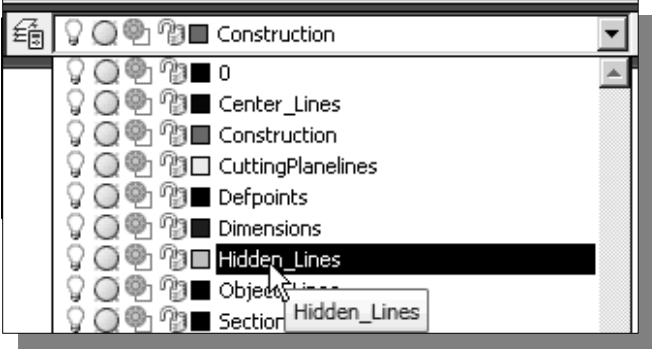 Construction
0
Center_Lines
Construction
CuttingPlanelines
Defpoints
Dimensions
Hidden_Lines
Hidden_Lines